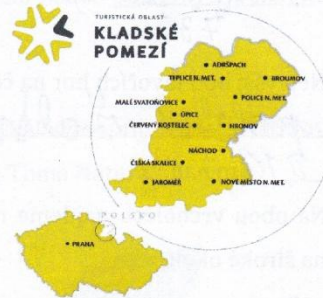 TURISTICKÁ OBLAST
KLADSKÉ
POMEZÍ
ADRŠPACH
TEPLICE N. MET.
BROUMOV
POLICE N. MET.
MALÉ SVATOŇOVICE
ÚPICE
ČERVENÝ KOSTELEC
HRONOV
NÁCHOD
ČESKÁ SKALICE
JAROMĚŘ
NOVÉ MĚSTO N. MET.
POLSKO
PRAHA